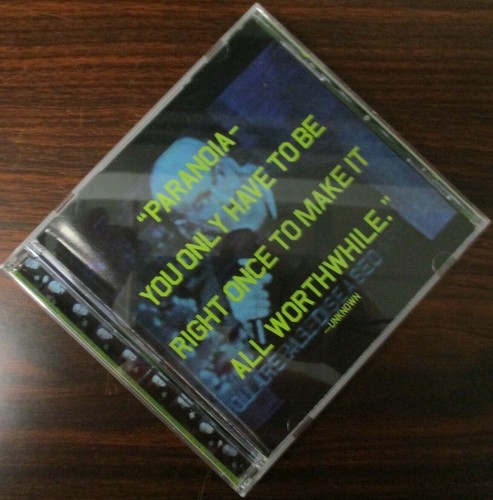 “PARANOIA–
YOU ONLY HAVE TO BE
RIGHT ONCE TO MAKE IT
ALL WORTHWHILE.”
–UNKNOWN